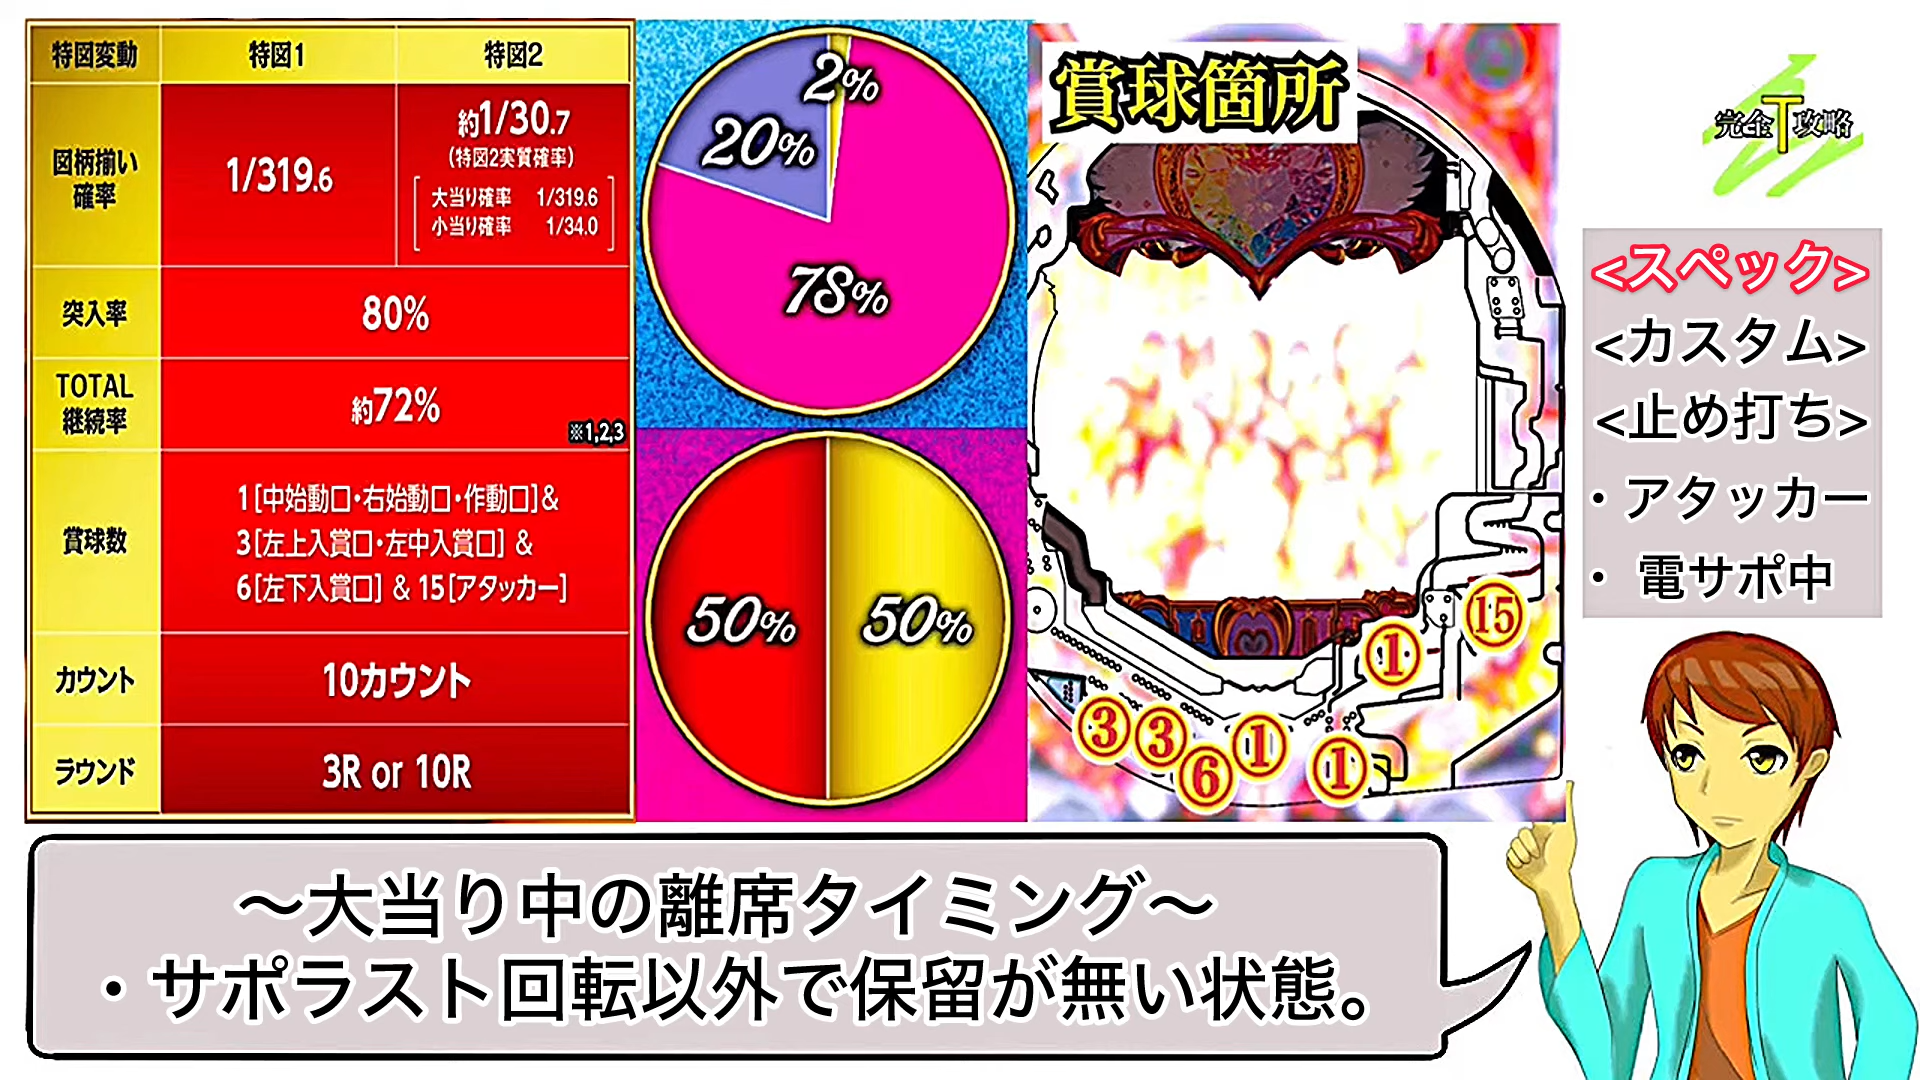 特図変動 特図1 特図2
図柄揃い確率 1/319.6 約1/30.7
(特図2実質確率)
大当り確率 1/319.6
小当り確率 1/34.0
突入率 80%
TOTAL継続率 約72%
※1,2,3
賞球数
1[中始動口・右始動口・作動口]&
3[左上入賞口・左中入賞口] &
6[左下入賞口] & 15[アタッカー]
カウント 10カウント
ラウンド 3R or 10R
2%
20%
78%
50% 50%
賞球箇所
15
1
3
3
6
1
1
完全T攻略
<スペック>
<カスタム>
<止め打ち>
・アタッカー
・電サポ中
～大当り中の離席タイミング～
・サポラスト回転以外で保留が無い状態。